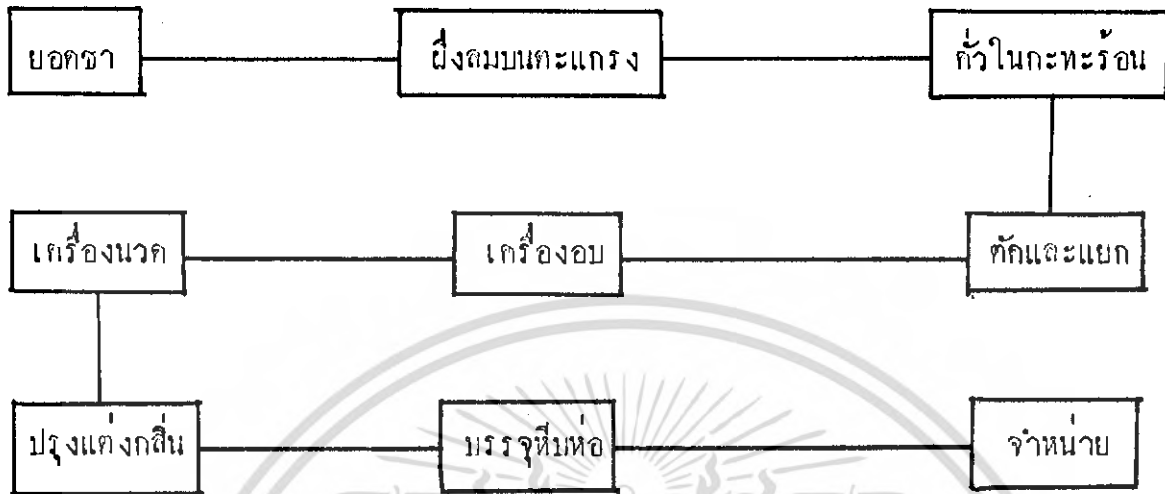 ยอดชา
ผึ่งลมบนตะแกรง
คั่วในกะทะร้อน
ตัดและแยก
เครื่องอบ
เครื่องนวด
ปรุงแต่งกลิ่น
บรรจุหีบห่อ
จำหน่าย